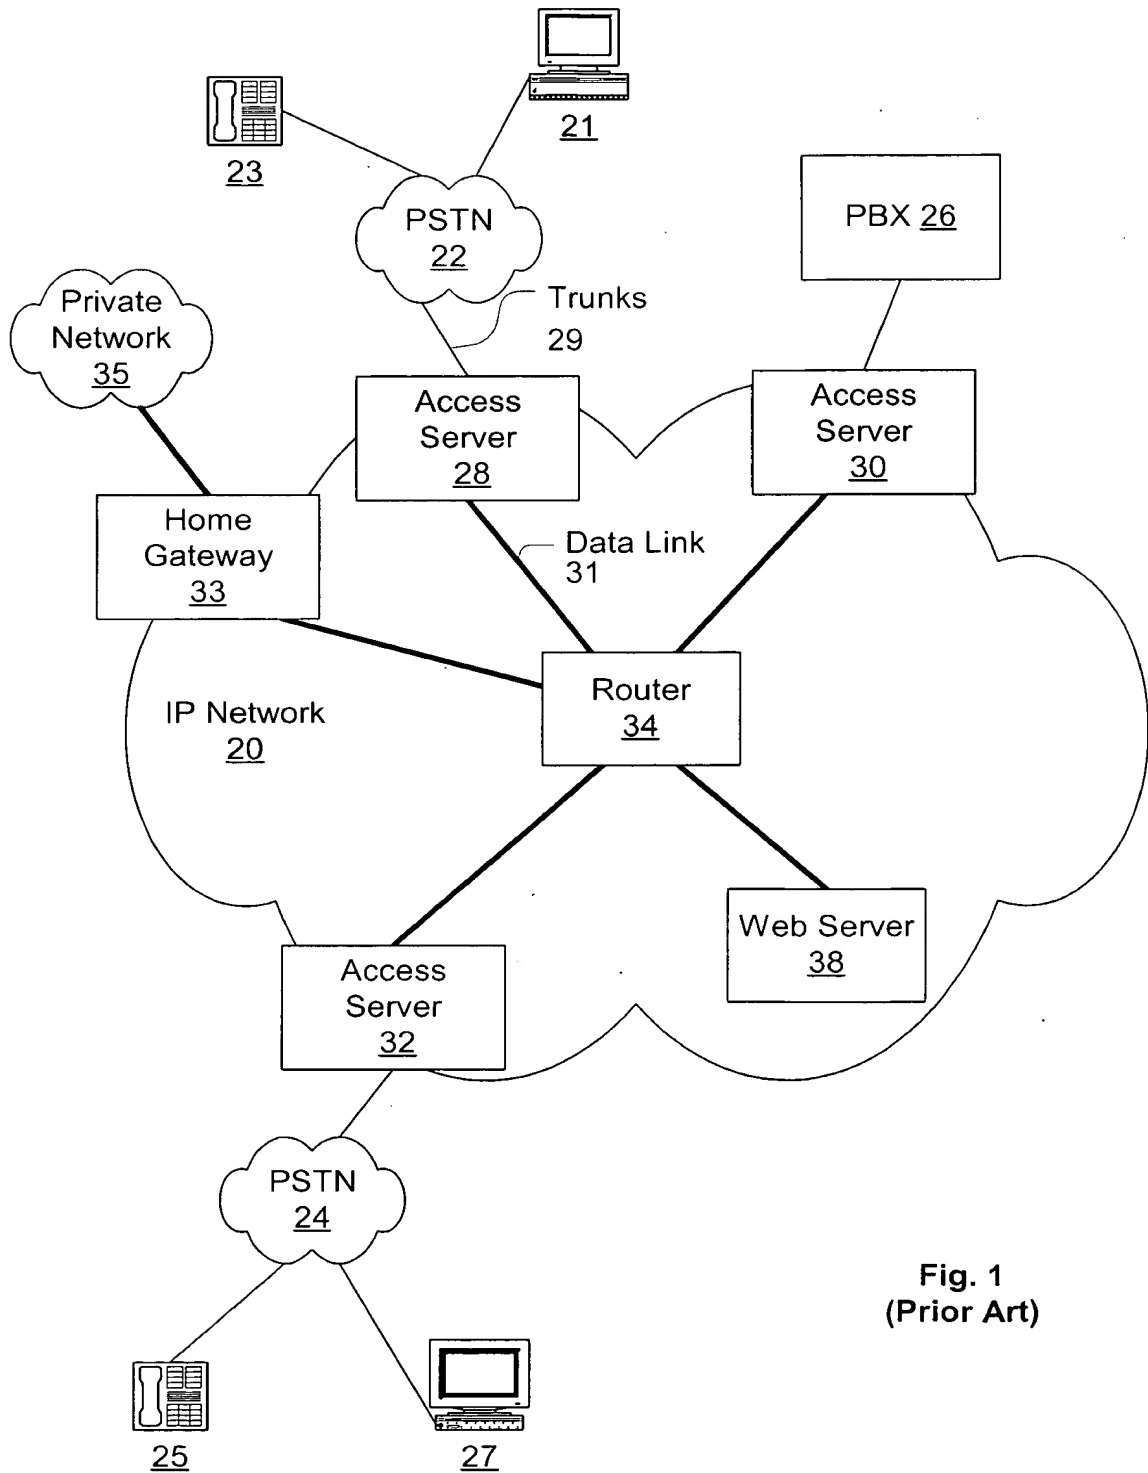 21
23
PSTN
22
PBX 26
Private
Network
35
Trunks
29
Access
Server
28
Access
Server
30
Home
Gateway
33
Data Link
31
Router
34
IP Network
20
Web Server
38
Access
Server
32
PSTN
24
Fig. 1
(Prior Art)
25
27